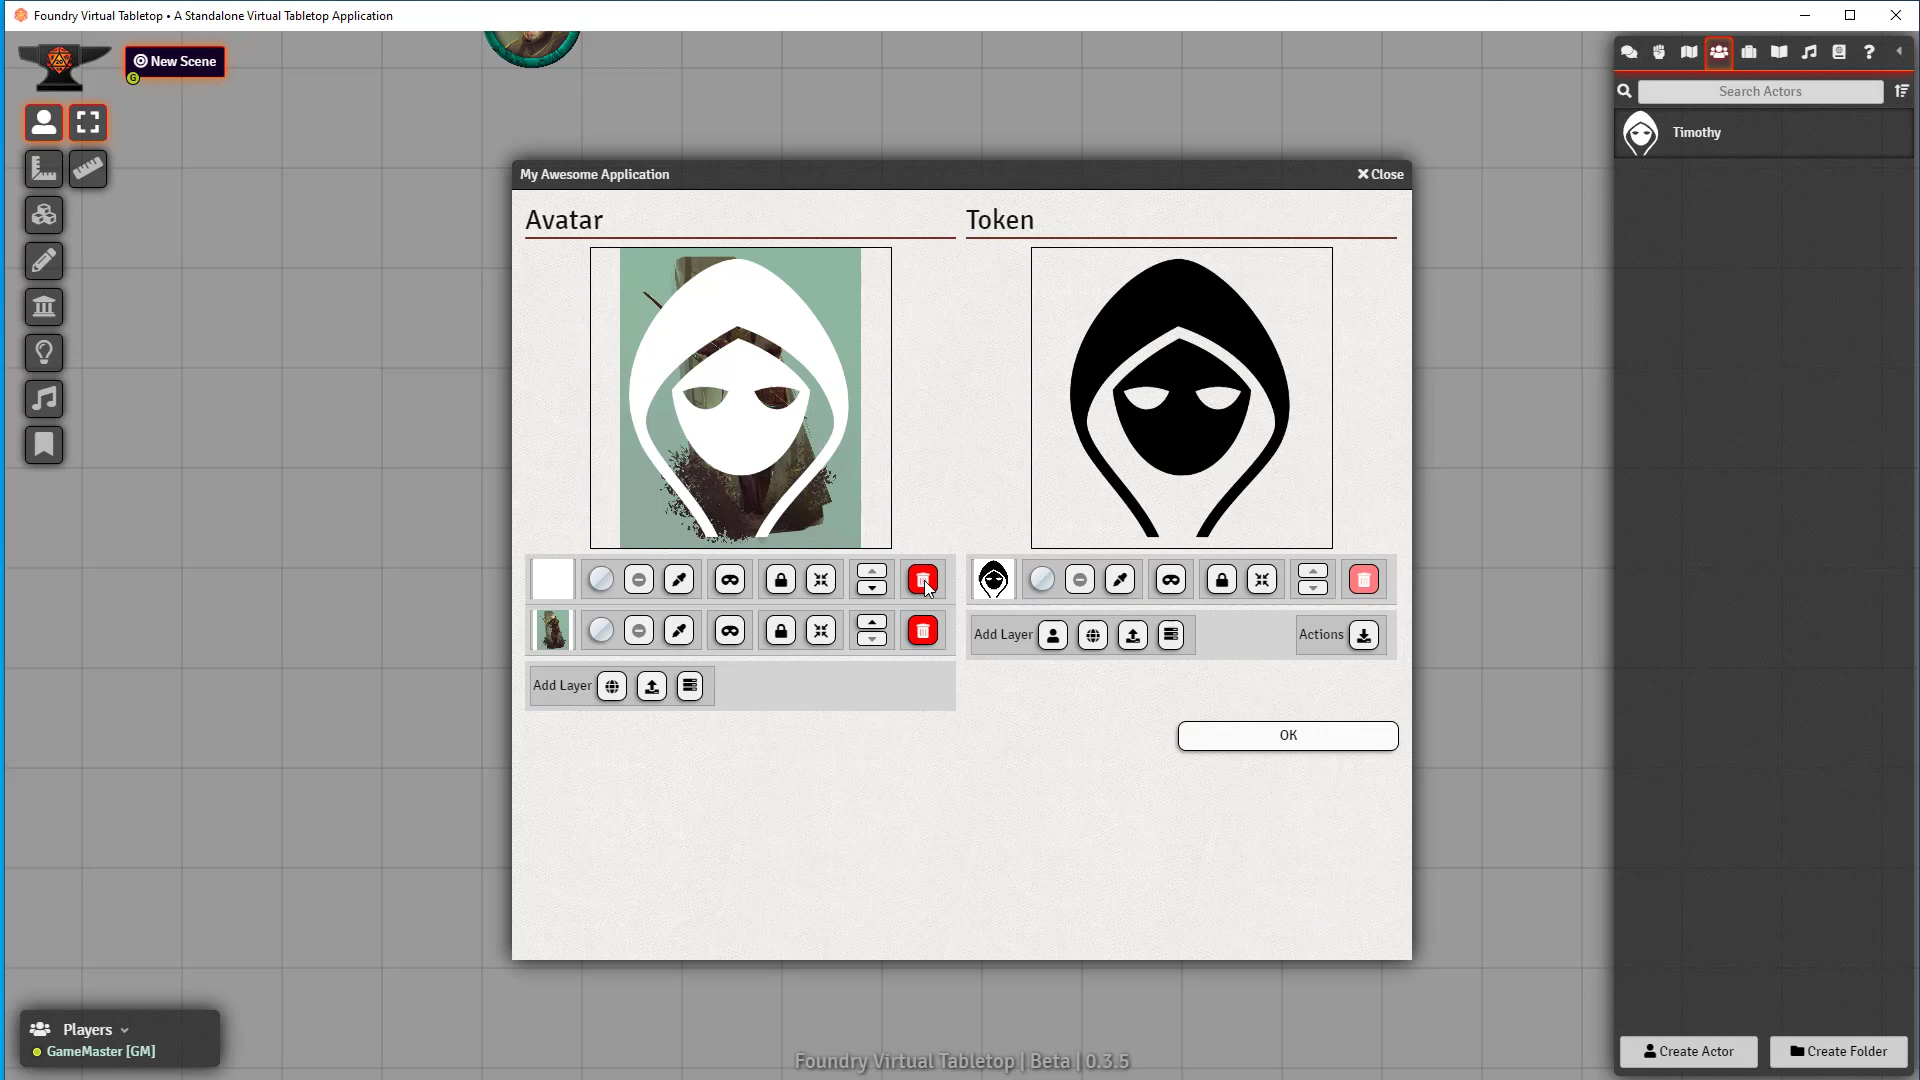 Foundry Virtual Tabletop • A Standalone Virtual Tabletop Application
New Scene
G
Search Actors
Timothy
My Awesome Application
Close
Avatar
Token
Add Layer
Actions
Add Layer
OK
Players
GameMaster [GM]
Foundry Virtual Tabletop | Beta | 0.3.5
Create Actor
Create Folder